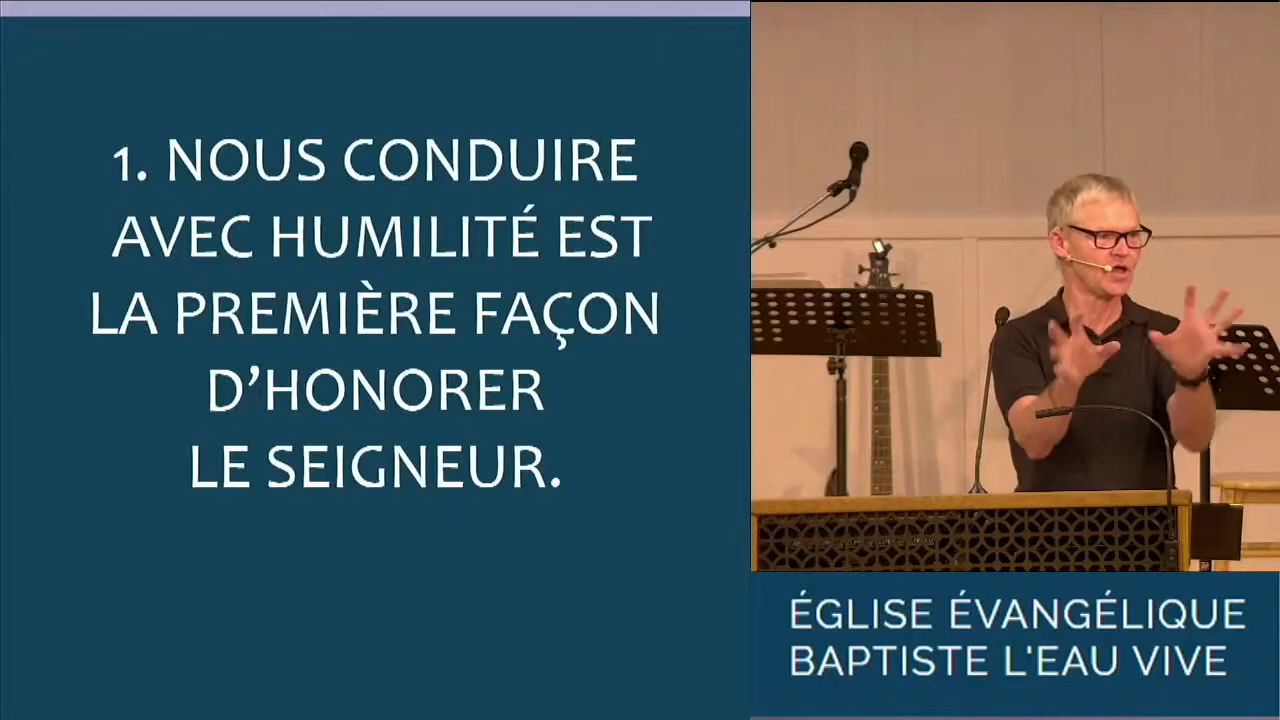 1. NOUS CONDUIRE
AVEC HUMILITÉ EST
LA PREMIÈRE FAÇON
D’HONORER
LE SEIGNEUR.
ÉGLISE ÉVANGÉLIQUE
BAPTISTE L'EAU VIVE